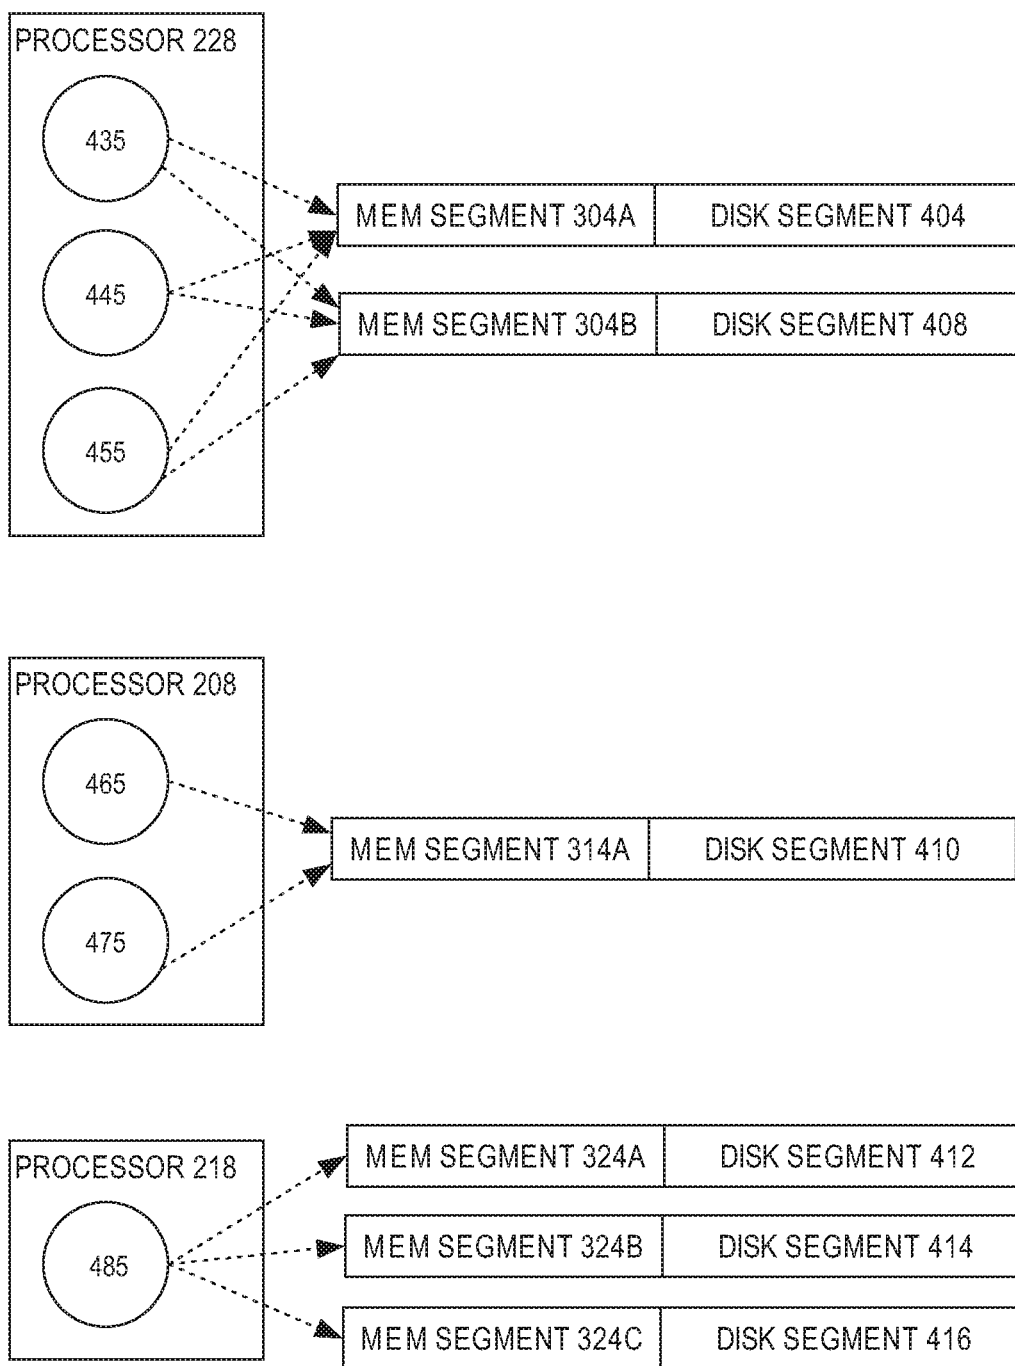 PROCESSOR 228
435
MEM SEGMENT 304A DISK SEGMENT 404
445
MEM SEGMENT 304B DISK SEGMENT 408
455
PROCESSOR 208
465
MEM SEGMENT 314A DISK SEGMENT 410
475
PROCESSOR 218
MEM SEGMENT 324A DISK SEGMENT 412
485
MEM SEGMENT 324B DISK SEGMENT 414
MEM SEGMENT 324C DISK SEGMENT 416